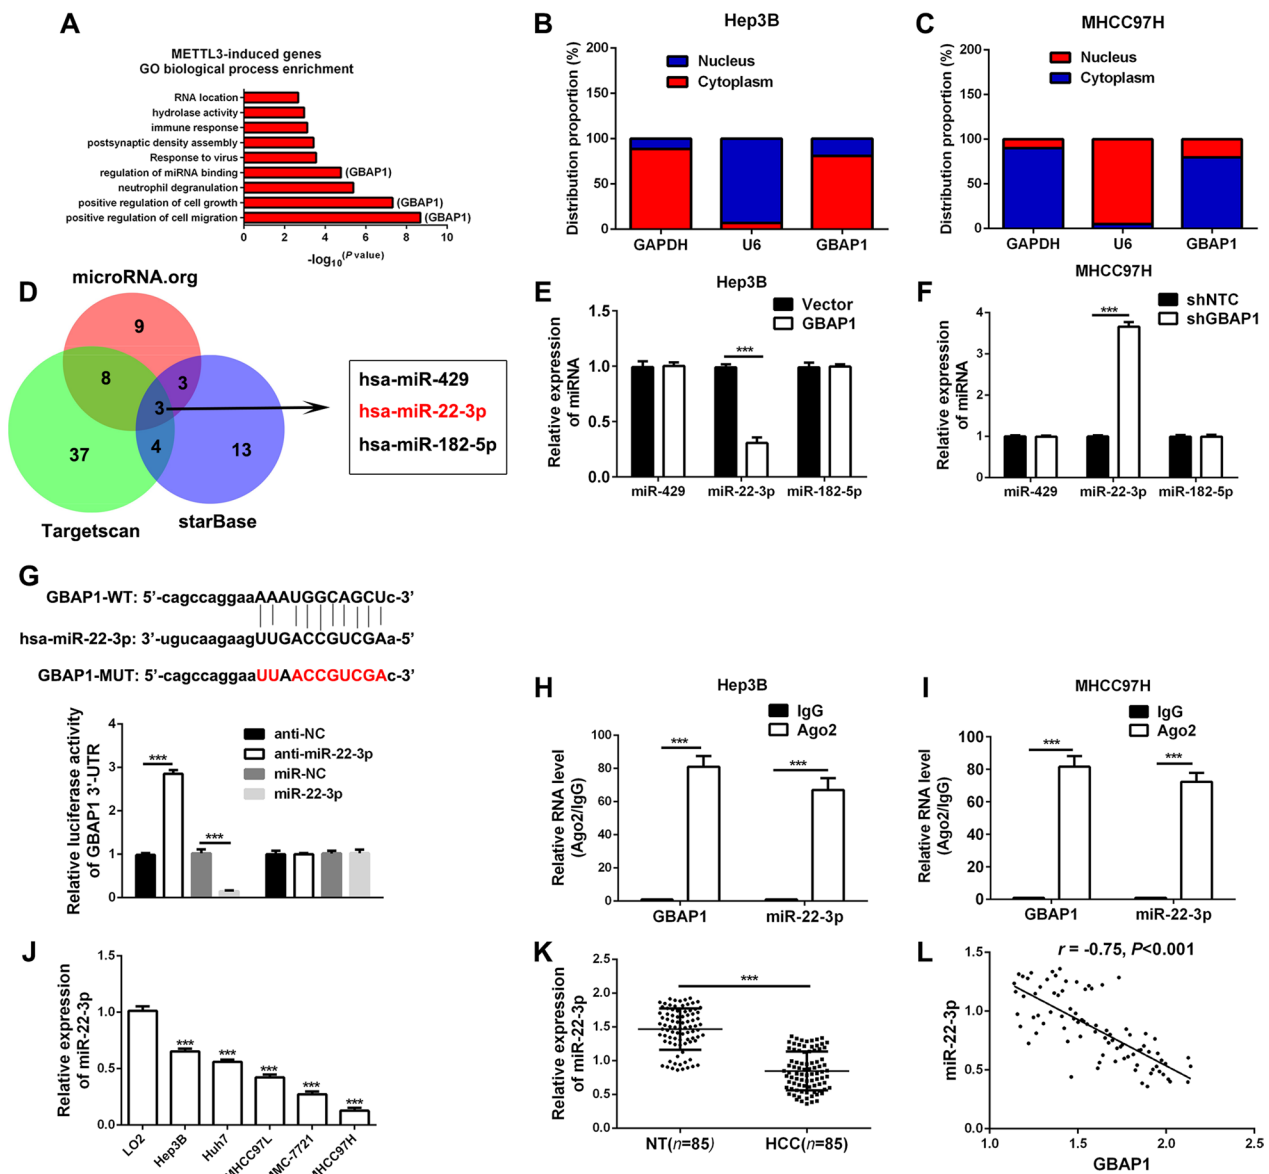 A
METTL3-induced genes
GO biological process enrichment
RNA location
hydrolase activity
immune response
postsynaptic density assembly
Response to virus
regulation of miRNA binding (GBAP1)
neutrophil degranulation
positive regulation of cell growth (GBAP1)
positive regulation of cell migration (GBAP1)
0 2 4 6 8 10
-log10(P value)
B
Hep3B
Distribution proportion (%)
200
150
100
50
0
Nucleus
Cytoplasm
GAPDH U6 GBAP1
C
MHCC97H
Distribution proportion (%)
200
150
100
50
0
Nucleus
Cytoplasm
GAPDH U6 GBAP1
D
microRNA.org
9
8
3
3
37
4
13
Targetscan
starBase
hsa-miR-429
hsa-miR-22-3p
hsa-miR-182-5p
E
Hep3B
Relative expression
of miRNA
1.5
1.0
0.5
0.0
Vector
GBAP1
***
miR-429 miR-22-3p miR-182-5p
F
MHCC97H
Relative expression
of miRNA
4
3
2
1
0
shNTC
shGBAP1
***
miR-429 miR-22-3p miR-182-5p
G
GBAP1-WT: 5’-cagccaggaaAAAUGGCAGCUc-3’
hsa-miR-22-3p: 3’-ugucaagaagUUGACCGUCGAa-5’
GBAP1-MUT: 5’-cagccaggaaUUAACCGUCGAc-3’
Relative luciferase activity
of GBAP1 3’-UTR
4
3
2
1
0
anti-NC
anti-miR-22-3p
miR-NC
miR-22-3p
***
***
H
Hep3B
Relative RNA level
(Ago2/IgG)
100
80
60
40
20
0
IgG
Ago2
***
***
GBAP1 miR-22-3p
I
MHCC97H
Relative RNA level
(Ago2/IgG)
100
80
60
40
20
0
IgG
Ago2
***
***
GBAP1 miR-22-3p
J
Relative expression
of miR-22-3p
1.5
1.0
0.5
0.0
***
***
***
***
***
LO2 Hep3B Huh7 MHCC97L MMC-7721 MHCC97H
K
Relative expression
of miR-22-3p
2.5
2.0
1.5
1.0
0.5
0.0
***
NT(n=85) HCC(n=85)
L
r = -0.75, P<0.001
miR-22-3p
1.5
1.0
0.5
0.0
1.0 1.5 2.0 2.5
GBAP1